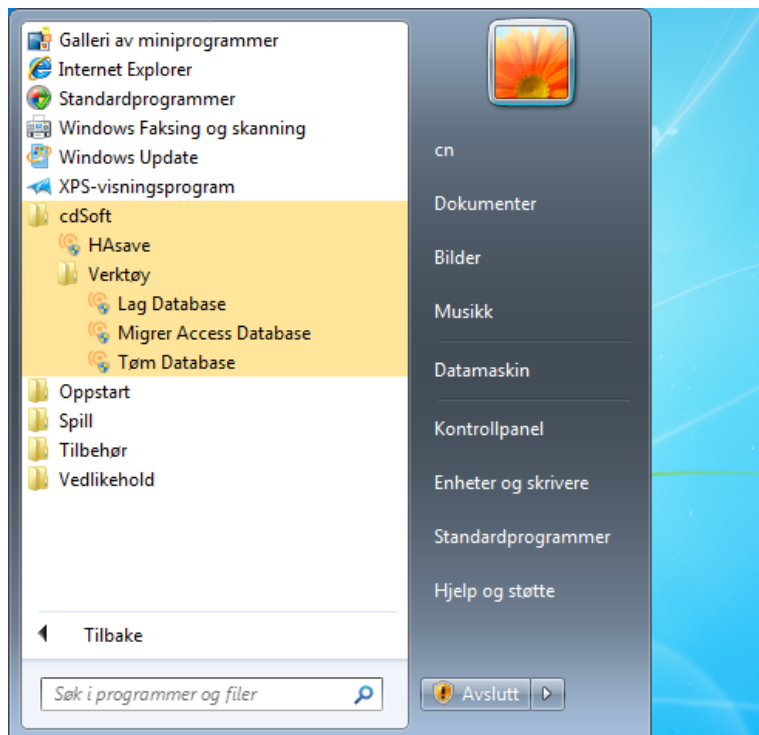 Galleri av miniprogrammer
Internet Explorer
Standardprogrammer
Windows Faksing og skanning
Windows Update
XPS-visningsprogram
cdSoft
HAsave
Verktøy
Lag Database
Migrer Access Database
Tøm Database
Oppstart
Spill
Tilbehør
Vedlikehold
Tilbake
Søk i programmer og filer
cn
Dokumenter
Bilder
Musikk
Datamaskin
Kontrollpanel
Enheter og skrivere
Standardprogrammer
Hjelp og støtte
Avslutt